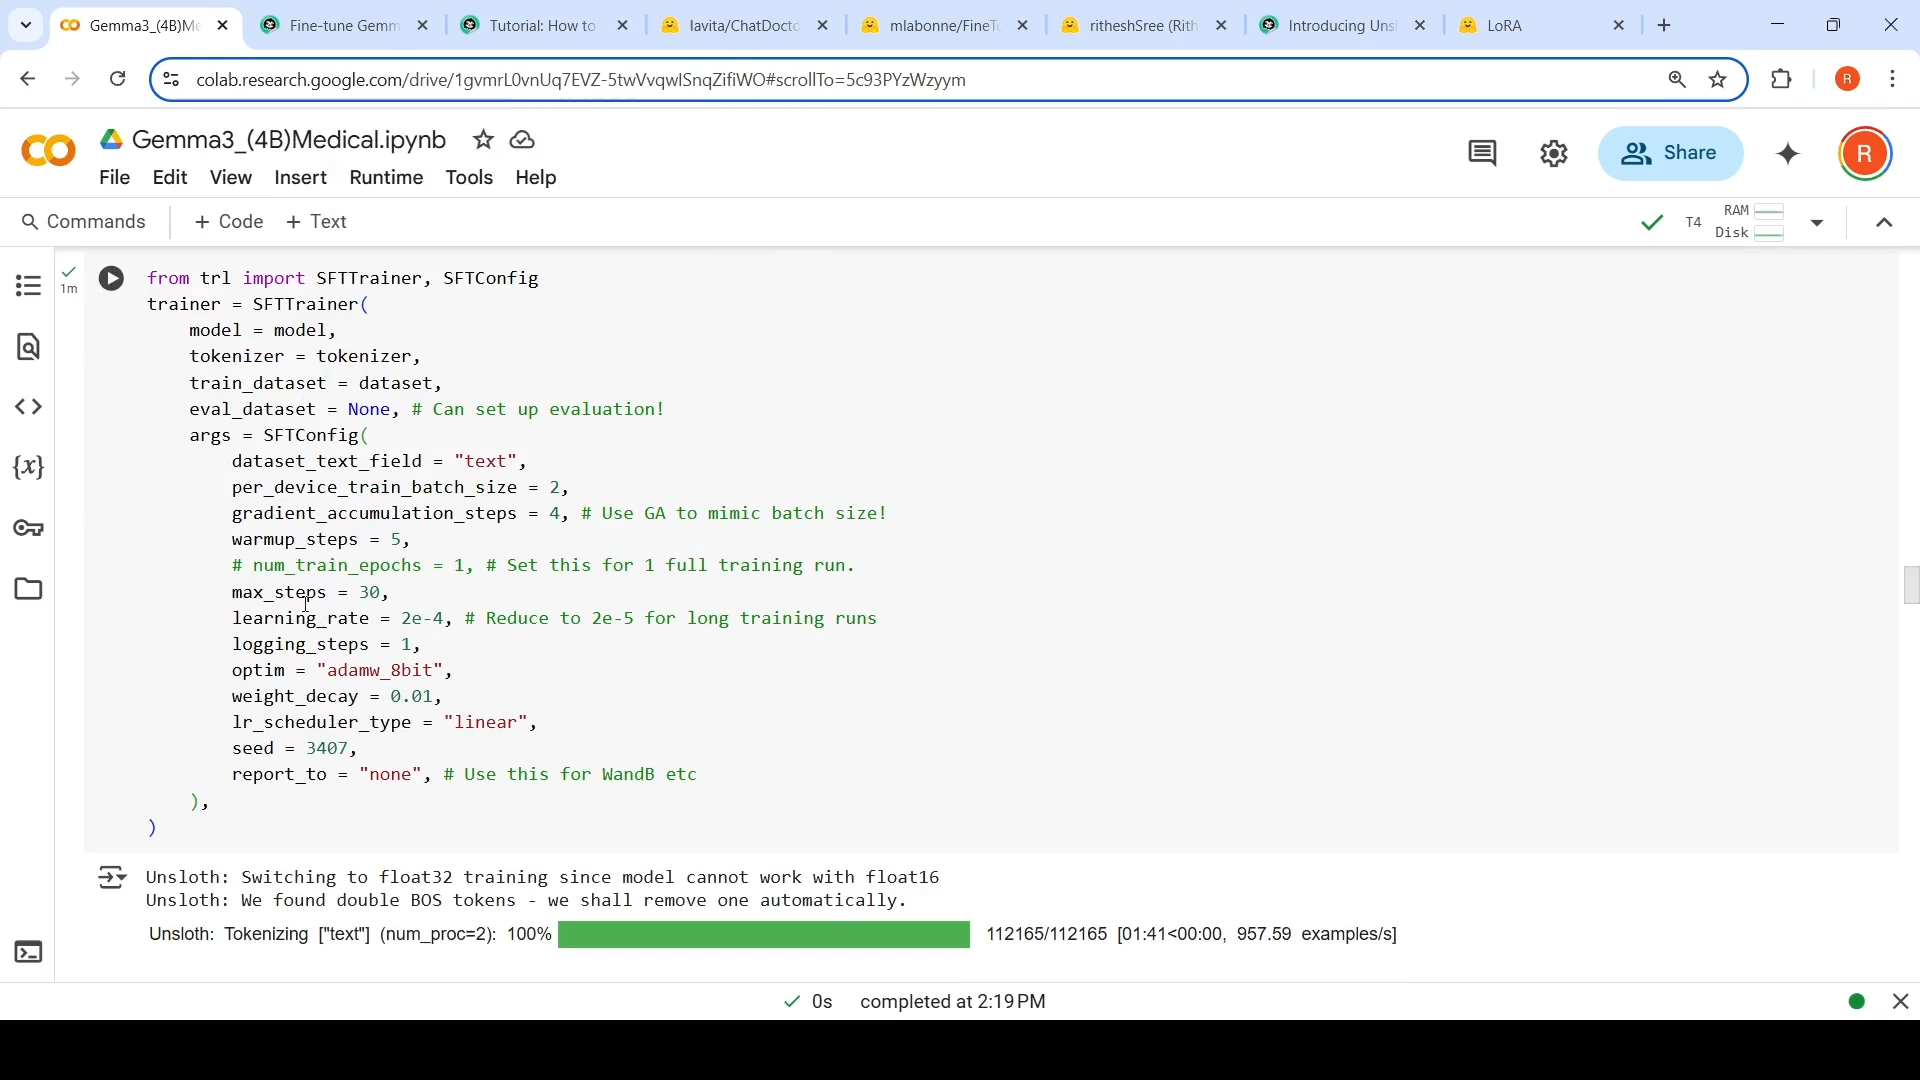 Gemma3_(4B)Me
Fine-tune Gemm
Tutorial: How to
lavita/ChatDocto
mlabonne/FineTo
ritheshSree (Rith
Introducing Uns
LoRA
colab.research.google.com/drive/1gvmrL0vnUq7EVZ-5twVvqwlSnqZifiWO#scrollTo=5c93PYzWzyym
R
Gemma3_(4B)Medical.ipynb
Share
R
File Edit View Insert Runtime Tools Help
Commands + Code + Text
T4
RAM
Disk
1m
from trl import SFTTrainer, SFTConfig
trainer = SFTTrainer(
model = model,
tokenizer = tokenizer,
train_dataset = dataset,
eval_dataset = None, # Can set up evaluation!
args = SFTConfig(
dataset_text_field = "text",
per_device_train_batch_size = 2,
gradient_accumulation_steps = 4, # Use GA to mimic batch size!
warmup_steps = 5,
# num_train_epochs = 1, # Set this for 1 full training run.
max_steps = 30,
learning_rate = 2e-4, # Reduce to 2e-5 for long training runs
logging_steps = 1,
optim = "adamw_8bit",
weight_decay = 0.01,
lr_scheduler_type = "linear",
seed = 3407,
report_to = "none", # Use this for WandB etc
),
)
Unsloth: Switching to float32 training since model cannot work with float16
Unsloth: We found double BOS tokens - we shall remove one automatically.
Unsloth: Tokenizing ["text"] (num_proc=2): 100% 112165/112165 [01:41<00:00, 957.59 examples/s]
0s completed at 2:19 PM